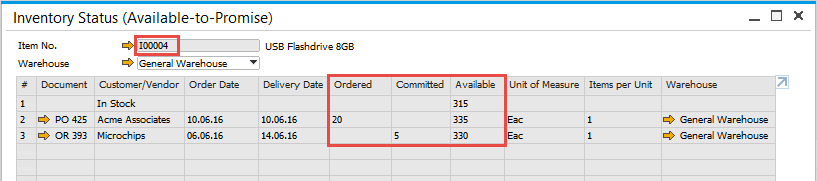 Inventory Status (Available-to-Promise)
Item No. I00004 USB Flashdrive 8GB
Warehouse General Warehouse
# Document Customer/Vendor Order Date Delivery Date Ordered Committed Available Unit of Measure Items per Unit Warehouse
1 In Stock 315
2 PO 425 Acme Associates 10.06.16 10.06.16 20 335 Eac 1 General Warehouse
3 OR 393 Microchips 06.06.16 14.06.16 5 330 Eac 1 General Warehouse